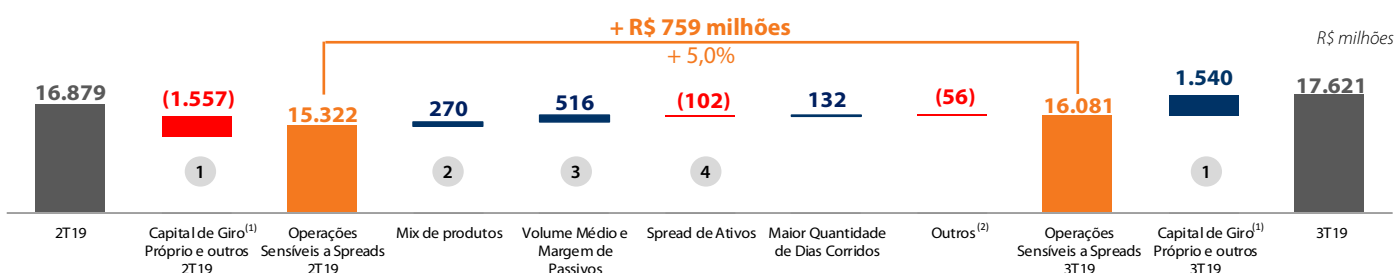 + R$ 759 milhões
+ 5,0%
R$ milhões
16.879
(1.557)
15.322
270
516
(102)
132
(56)
16.081
1.540
17.621
1
2
3
4
1
2T19
Capital de Giro(1)
Próprio e outros
2T19
Operações
Sensíveis a Spreads
2T19
Mix de produtos
Volume Médio e
Margem de
Passivos
Spread de Ativos
Maior Quantidade
de Dias Corridos
Outros(2)
Operações
Sensíveis a Spreads
3T19
Capital de Giro(1)
Próprio e outros
3T19
3T19